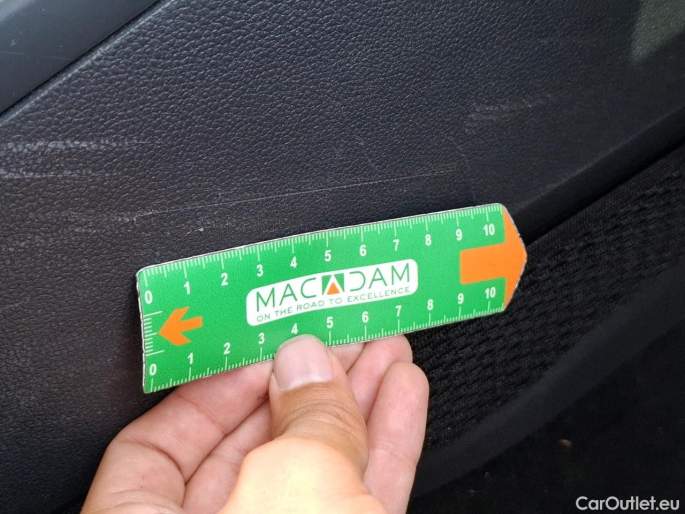 0 1 2 3 4 5 6 7 8 9 10
MACADAM
ON THE ROAD TO EXCELLENCE
0 1 2 3 4 5 6 7 8 9 10
CarOutlet.eu